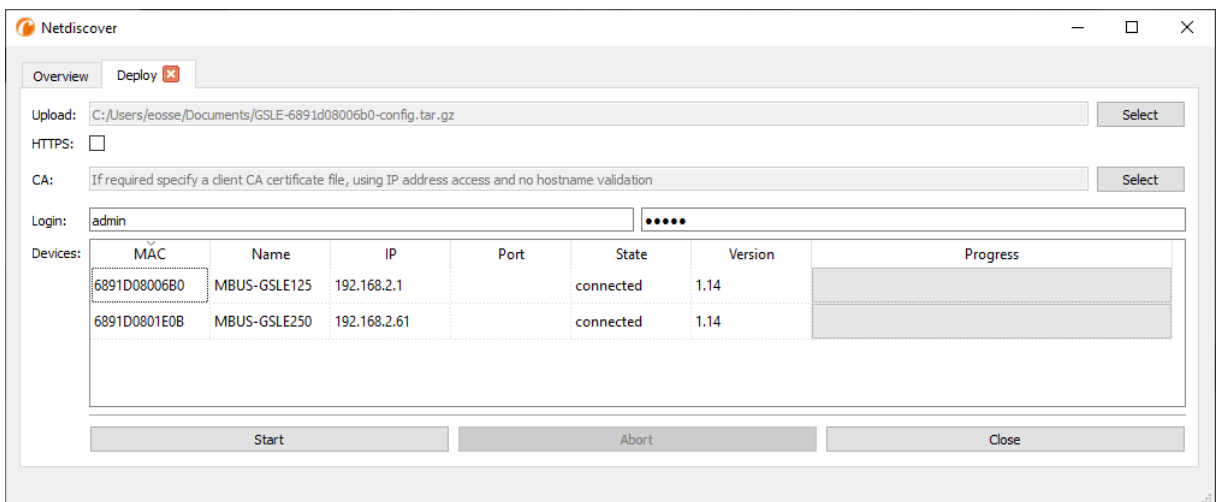 Netdiscover
Overview Deploy
Upload: C:/Users/eosse/Documents/GSLE-6891d08006b0-config.tar.gz Select
HTTPS:
CA: If required specify a client CA certificate file, using IP address access and no hostname validation Select
Login: admin •••••
Devices: MAC Name IP Port State Version Progress
6891D08006B0 MBUS-GSLE125 192.168.2.1 connected 1.14
6891D0801E0B MBUS-GSLE250 192.168.2.61 connected 1.14
Start Abort Close